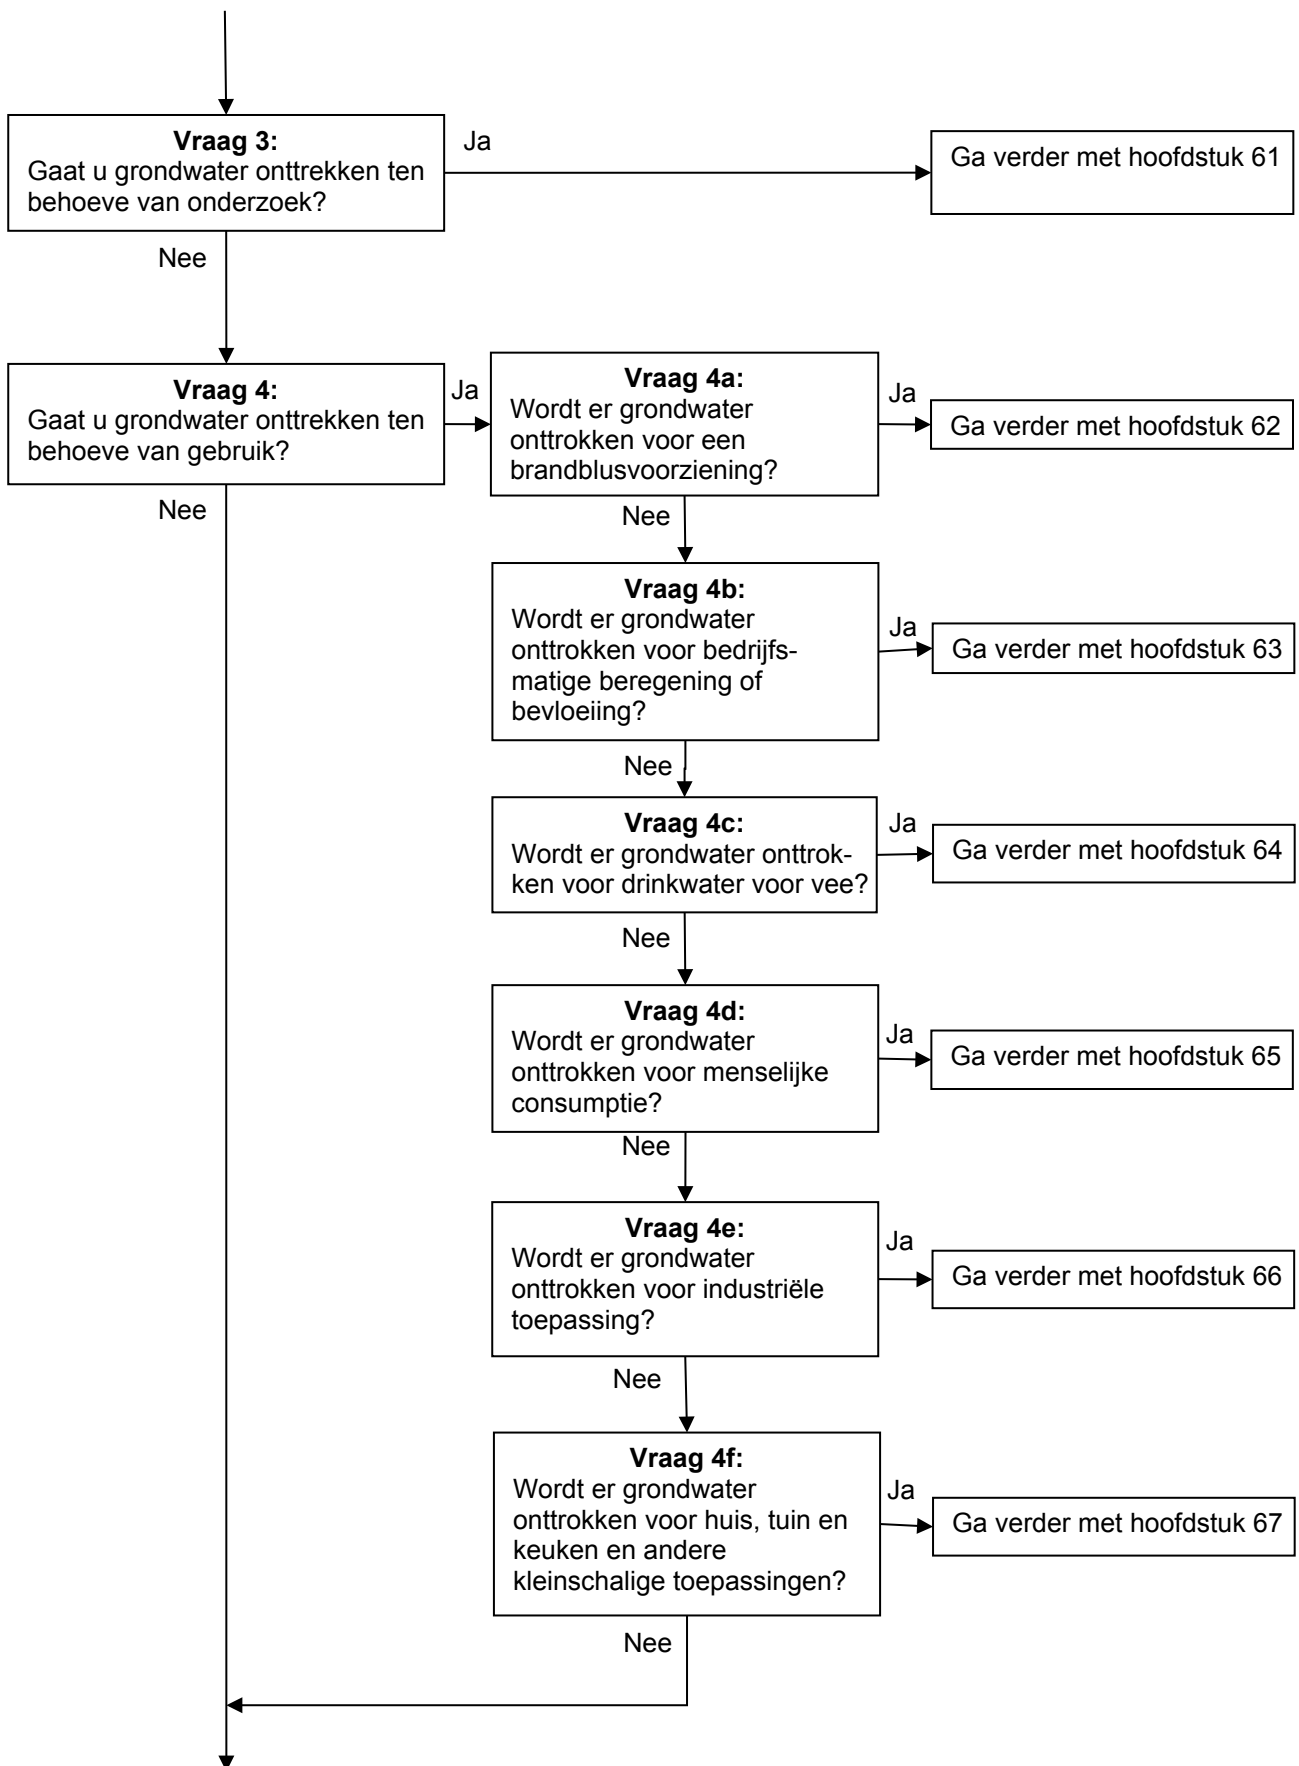 Vraag 3:
Gaat u grondwater onttrekken ten
behoeve van onderzoek?
Ja
Ga verder met hoofdstuk 61
Nee
Vraag 4:
Gaat u grondwater onttrekken ten
behoeve van gebruik?
Ja
Nee
Vraag 4a:
Wordt er grondwater
onttrokken voor een
brandblusvoorziening?
Ja
Ga verder met hoofdstuk 62
Nee
Vraag 4b:
Wordt er grondwater
onttrokken voor bedrijfs-
matige beregening of
bevloeiing?
Ja
Ga verder met hoofdstuk 63
Nee
Vraag 4c:
Wordt er grondwater onttrok-
ken voor drinkwater voor vee?
Ja
Ga verder met hoofdstuk 64
Nee
Vraag 4d:
Wordt er grondwater
onttrokken voor menselijke
consumptie?
Ja
Ga verder met hoofdstuk 65
Nee
Vraag 4e:
Wordt er grondwater
onttrokken voor industriële
toepassing?
Ja
Ga verder met hoofdstuk 66
Nee
Vraag 4f:
Wordt er grondwater
onttrokken voor huis, tuin en
keuken en andere
kleinschalige toepassingen?
Ja
Ga verder met hoofdstuk 67
Nee